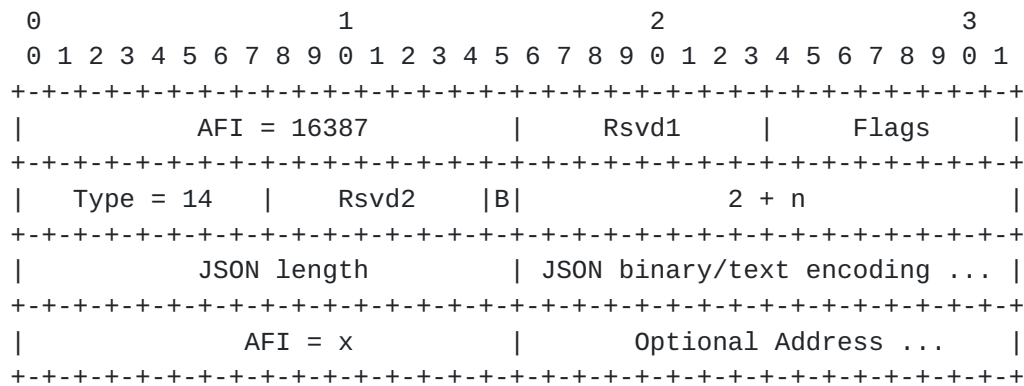 0                   1                   2                   3
 0 1 2 3 4 5 6 7 8 9 0 1 2 3 4 5 6 7 8 9 0 1 2 3 4 5 6 7 8 9 0 1
+-+-+-+-+-+-+-+-+-+-+-+-+-+-+-+-+-+-+-+-+-+-+-+-+-+-+-+-+-+-+-+-+
|           AFI = 16387         |     Rsvd1     |     Flags     |
+-+-+-+-+-+-+-+-+-+-+-+-+-+-+-+-+-+-+-+-+-+-+-+-+-+-+-+-+-+-+-+-+
|   Type = 14   |    Rsvd2    |B|             2 + n             |
+-+-+-+-+-+-+-+-+-+-+-+-+-+-+-+-+-+-+-+-+-+-+-+-+-+-+-+-+-+-+-+-+
|           JSON length         | JSON binary/text encoding ... |
+-+-+-+-+-+-+-+-+-+-+-+-+-+-+-+-+-+-+-+-+-+-+-+-+-+-+-+-+-+-+-+-+
|              AFI = x          |       Optional Address ...    |
+-+-+-+-+-+-+-+-+-+-+-+-+-+-+-+-+-+-+-+-+-+-+-+-+-+-+-+-+-+-+-+-+